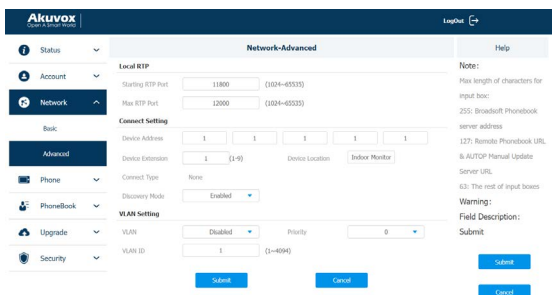 Akuvox
Open A Smart World
LogOut
Status
Account
Network
Basic
Advanced
Phone
PhoneBook
Upgrade
Security
Network-Advanced
Local RTP
Starting RTP Port 11800 (1024~65535)
Max RTP Port 12000 (1024~65535)
Connect Setting
Device Address 1 1 1 1 1
Device Extension 1 (1-9) Device Location Indoor Monitor
Connect Type None
Discovery Mode Enabled
VLAN Setting
VLAN Disabled Priority 0
VLAN ID 1 (1~4094)
Submit Cancel
Help
Note:
Max length of characters for
input box:
255: Broadsoft Phonebook
server address
127: Remote Phonebook URL
& AUTOP Manual Update
Server URL
63: The rest of input boxes
Warning:
Field Description:
Submit
Submit
Cancel